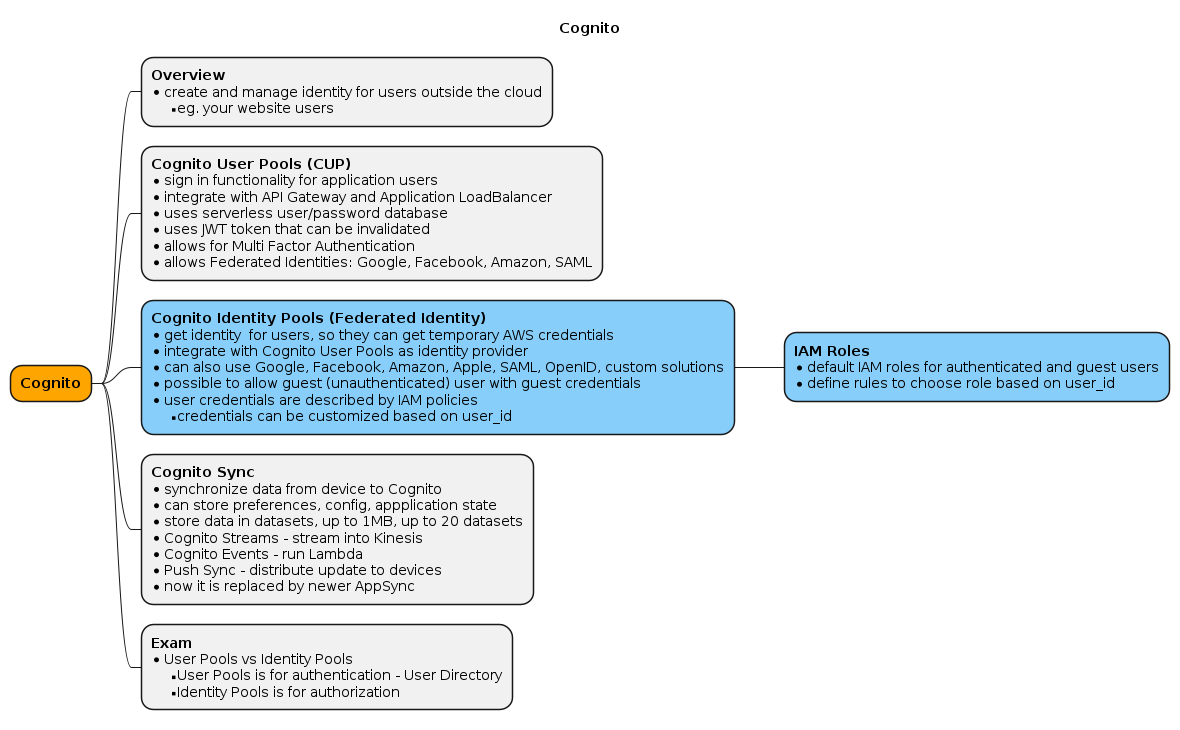 Cognito
Overview
• create and manage identity for users outside the cloud
▪ eg. your website users
Cognito User Pools (CUP)
• sign in functionality for application users
• integrate with API Gateway and Application LoadBalancer
• uses serverless user/password database
• uses JWT token that can be invalidated
• allows for Multi Factor Authentication
• allows Federated Identities: Google, Facebook, Amazon, SAML
Cognito Identity Pools (Federated Identity)
• get identity  for users, so they can get temporary AWS credentials
• integrate with Cognito User Pools as identity provider
• can also use Google, Facebook, Amazon, Apple, SAML, OpenID, custom solutions
• possible to allow guest (unauthenticated) user with guest credentials
• user credentials are described by IAM policies
▪ credentials can be customized based on user_id
IAM Roles
• default IAM roles for authenticated and guest users
• define rules to choose role based on user_id
Cognito
Cognito Sync
• synchronize data from device to Cognito
• can store preferences, config, appplication state
• store data in datasets, up to 1MB, up to 20 datasets
• Cognito Streams - stream into Kinesis
• Cognito Events - run Lambda
• Push Sync - distribute update to devices
• now it is replaced by newer AppSync
Exam
• User Pools vs Identity Pools
▪ User Pools is for authentication - User Directory
▪ Identity Pools is for authorization